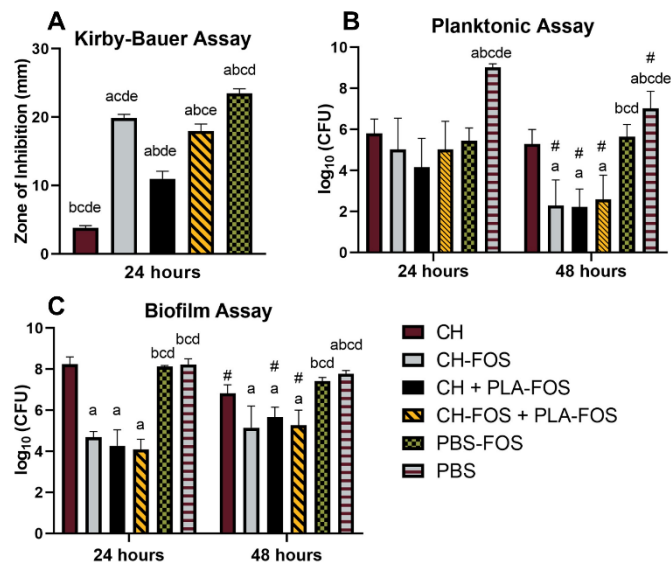 A
Kirby-Bauer Assay
Zone of Inhibition (mm)
30
20
10
0
bcde
acde
abde
abce
abcd
24 hours
B
Planktonic Assay
log10 (CFU)
10
8
6
4
2
0
abcde
#
a
#
a
#
a
bcd
#
abcde
24 hours
48 hours
C
Biofilm Assay
log10 (CFU)
10
8
6
4
2
0
a
a
a
bcd
bcd
#
a
#
a
#
a
bcd
abcd
24 hours
48 hours
CH
CH-FOS
CH + PLA-FOS
CH-FOS + PLA-FOS
PBS-FOS
PBS